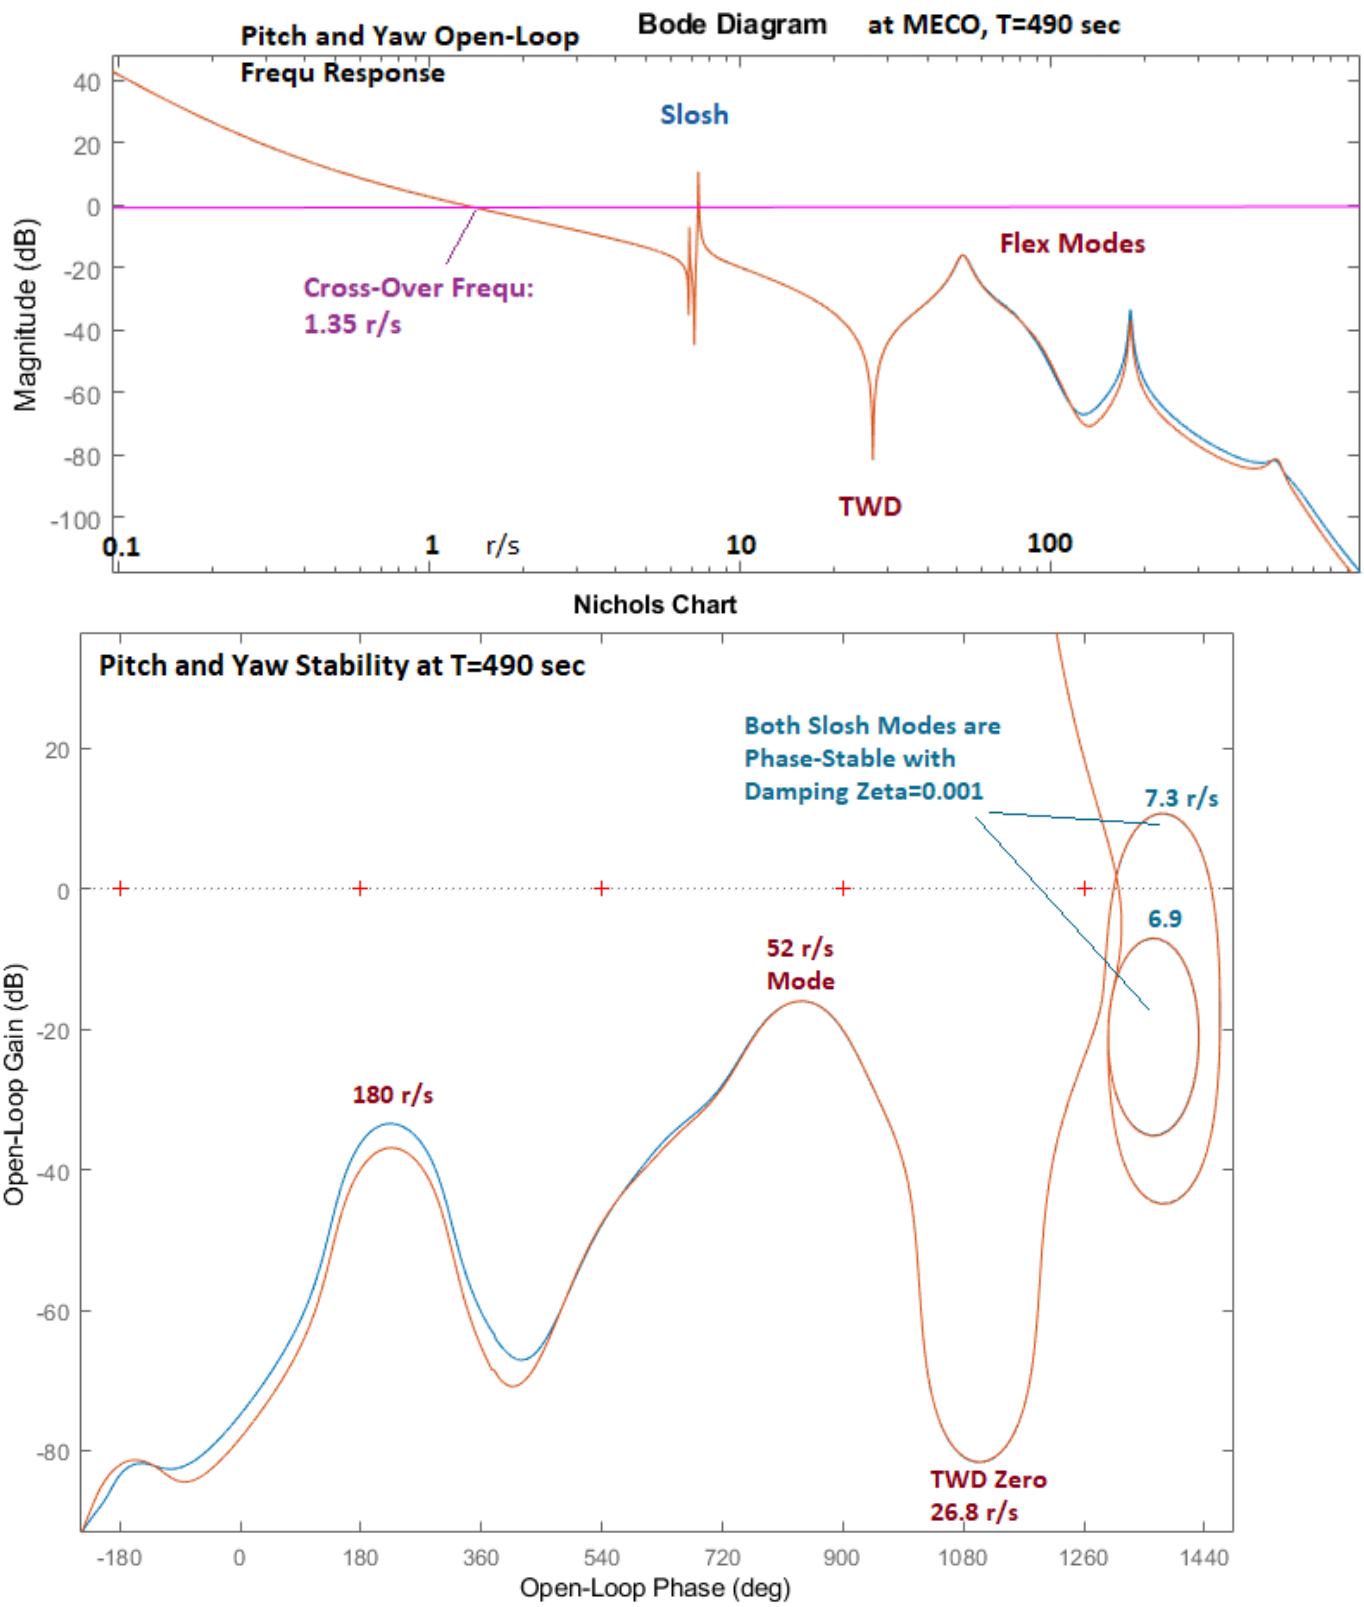 Bode Diagram at MECO, T=490 sec
Pitch and Yaw Open-Loop
Frequ Response
Magnitude (dB)
40
20
0
-20
-40
-60
-80
-100
Slosh
Cross-Over Frequ:
1.35 r/s
Flex Modes
TWD
0.1 1 r/s 10 100
Nichols Chart
Pitch and Yaw Stability at T=490 sec
Open-Loop Gain (dB)
20
0
-20
-40
-60
-80
Both Slosh Modes are
Phase-Stable with
Damping Zeta=0.001
7.3 r/s
6.9
52 r/s
Mode
180 r/s
TWD Zero
26.8 r/s
-180 0 180 360 540 720 900 1080 1260 1440
Open-Loop Phase (deg)